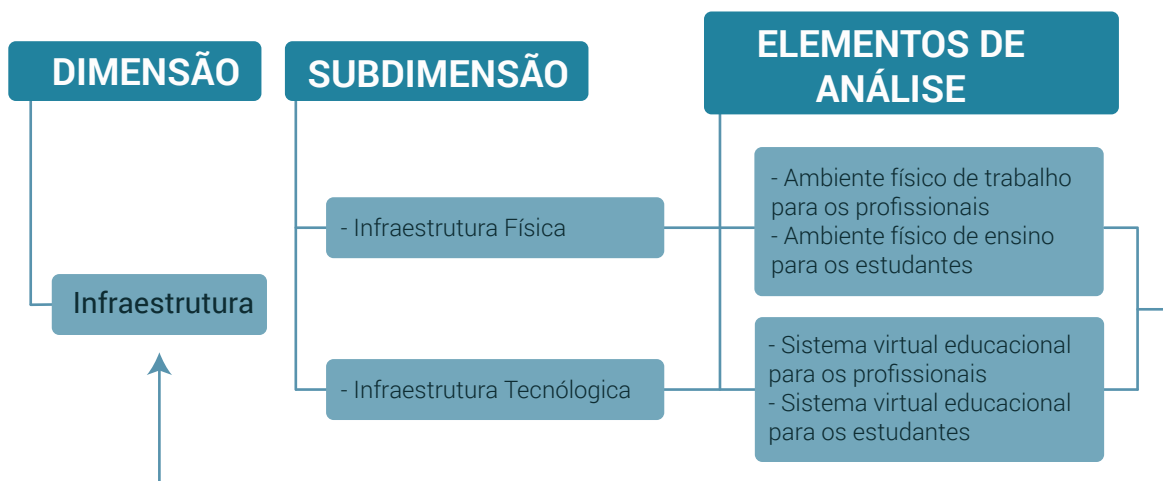 DIMENSÃO
SUBDIMENSÃO
ELEMENTOS DE
ANÁLISE
Infraestrutura
- Infraestrutura Física
- Ambiente físico de trabalho
para os profissionais
- Ambiente físico de ensino
para os estudantes
- Infraestrutura Tecnólogica
- Sistema virtual educacional
para os profissionais
- Sistema virtual educacional
para os estudantes